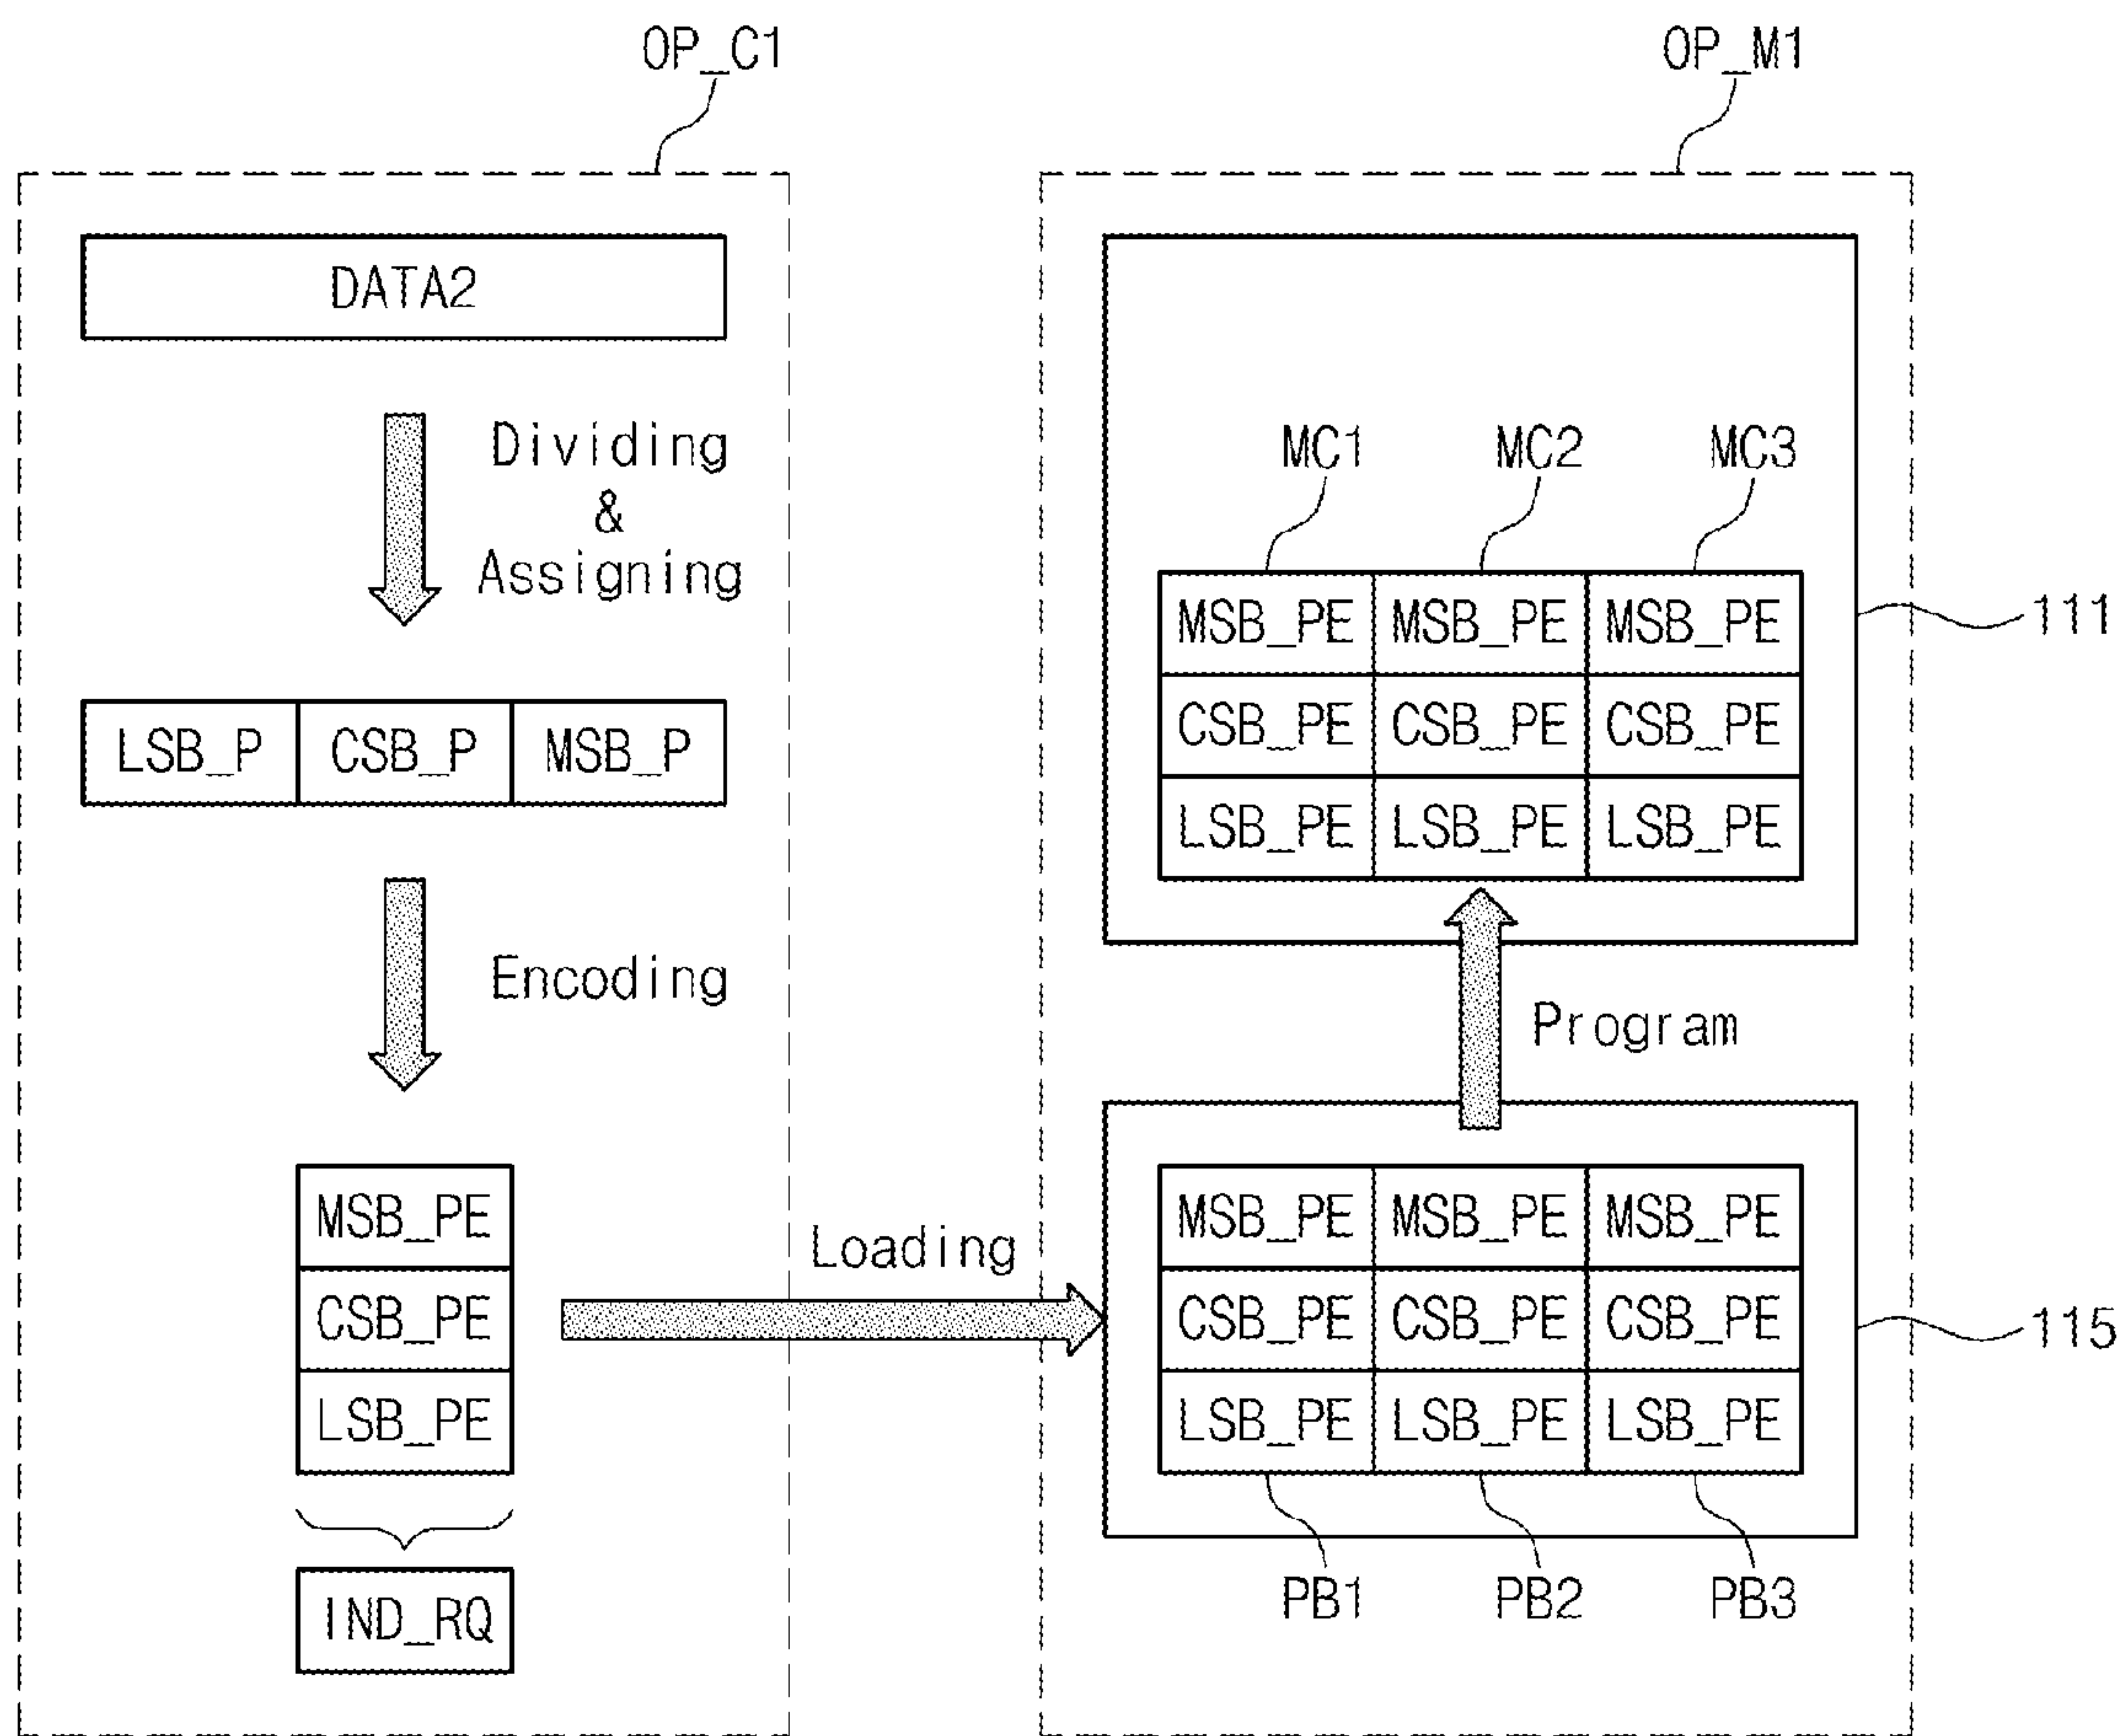 OP_C1
OP_M1
DATA2
Dividing
&
Assigning
LSB_P CSB_P MSB_P
Encoding
MSB_PE
CSB_PE
LSB_PE
IND_RQ
Loading
MC1 MC2 MC3
MSB_PE MSB_PE MSB_PE
CSB_PE CSB_PE CSB_PE
LSB_PE LSB_PE LSB_PE
111
Program
MSB_PE MSB_PE MSB_PE
CSB_PE CSB_PE CSB_PE
LSB_PE LSB_PE LSB_PE
115
PB1 PB2 PB3